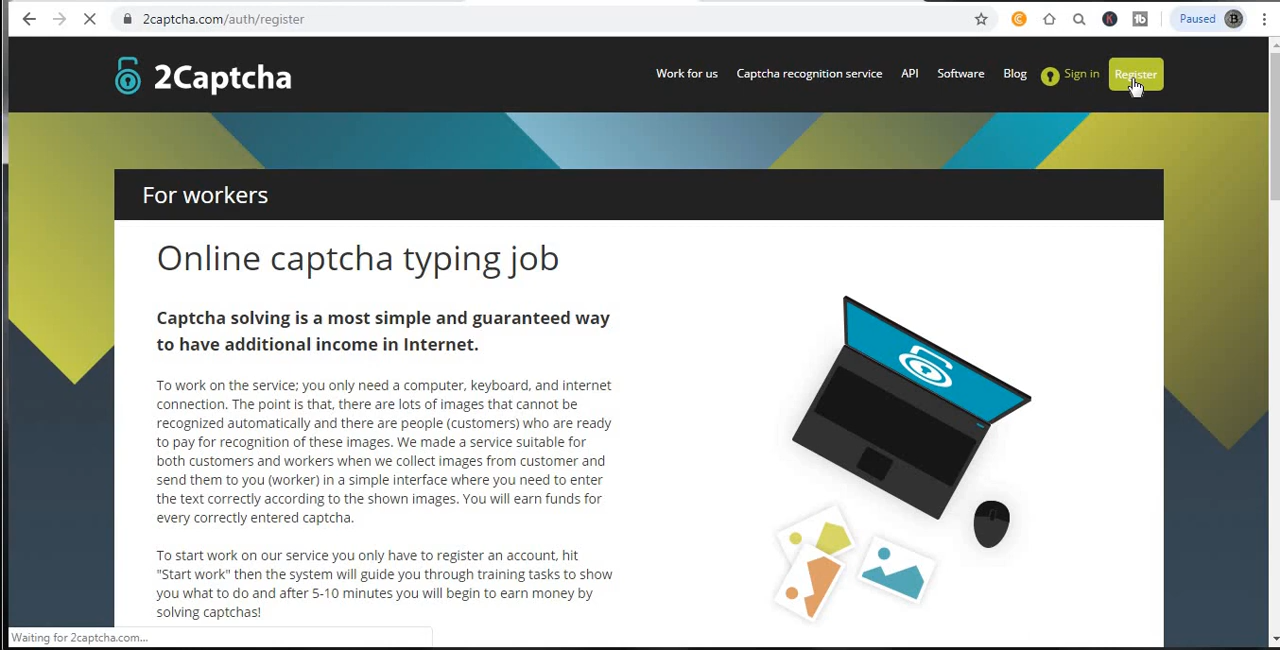 2captcha.com/auth/register
Paused
2Captcha
Work for us Captcha recognition service API Software Blog Sign in Register
For workers
Online captcha typing job
Captcha solving is a most simple and guaranteed way
to have additional income in Internet.
To work on the service; you only need a computer, keyboard, and internet
connection. The point is that, there are lots of images that cannot be
recognized automatically and there are people (customers) who are ready
to pay for recognition of these images. We made a service suitable for
both customers and workers when we collect images from customer and
send them to you (worker) in a simple interface where you need to enter
the text correctly according to the shown images. You will earn funds for
every correctly entered captcha.
To start work on our service you only have to register an account, hit
"Start work" then the system will guide you through training tasks to show
you what to do and after 5-10 minutes you will begin to earn money by
solving captchas!
Waiting for 2captcha.com...